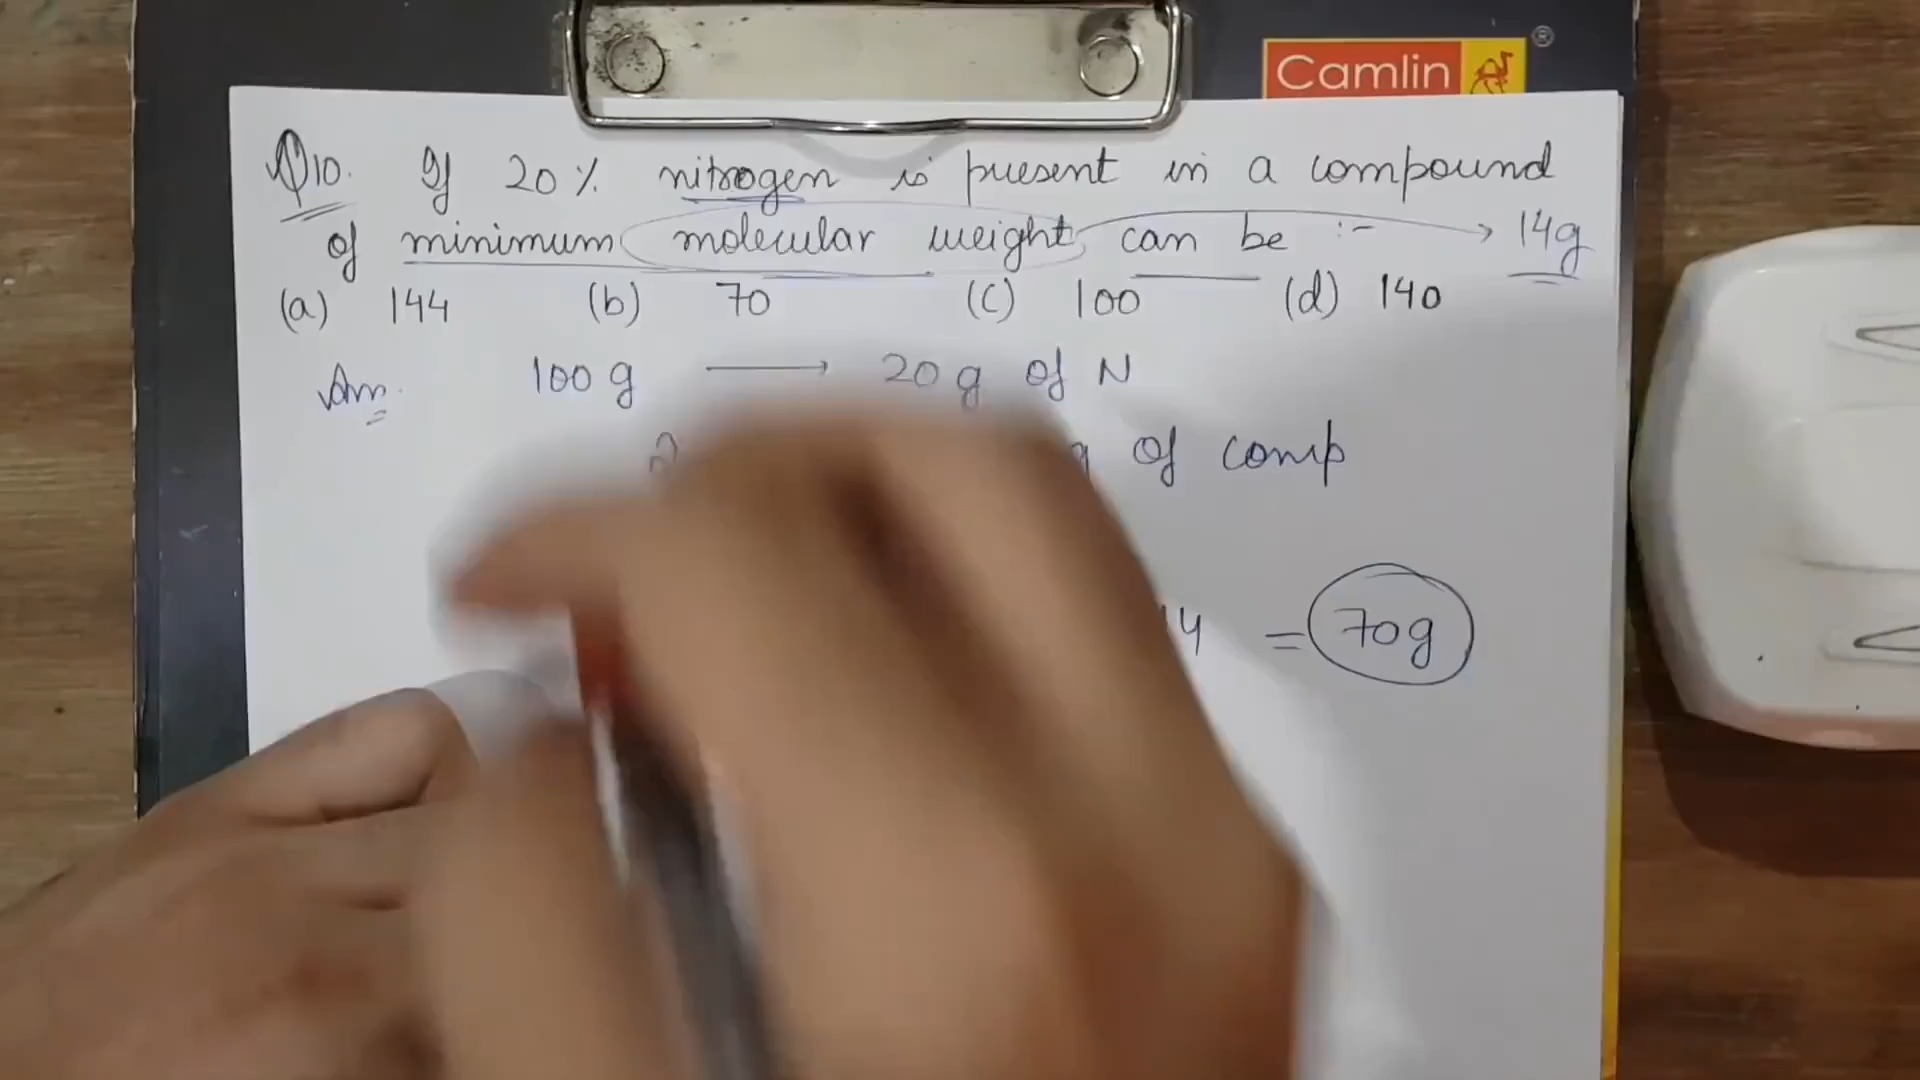 Camlin ®
Q10. If 20% nitrogen is present in a compound
of minimum molecular weight can be :- → 14g
(a) 144 (b) 70 (c) 100 (d) 140
Ans. 100 g → 20 g of N
g of comp
= 70g